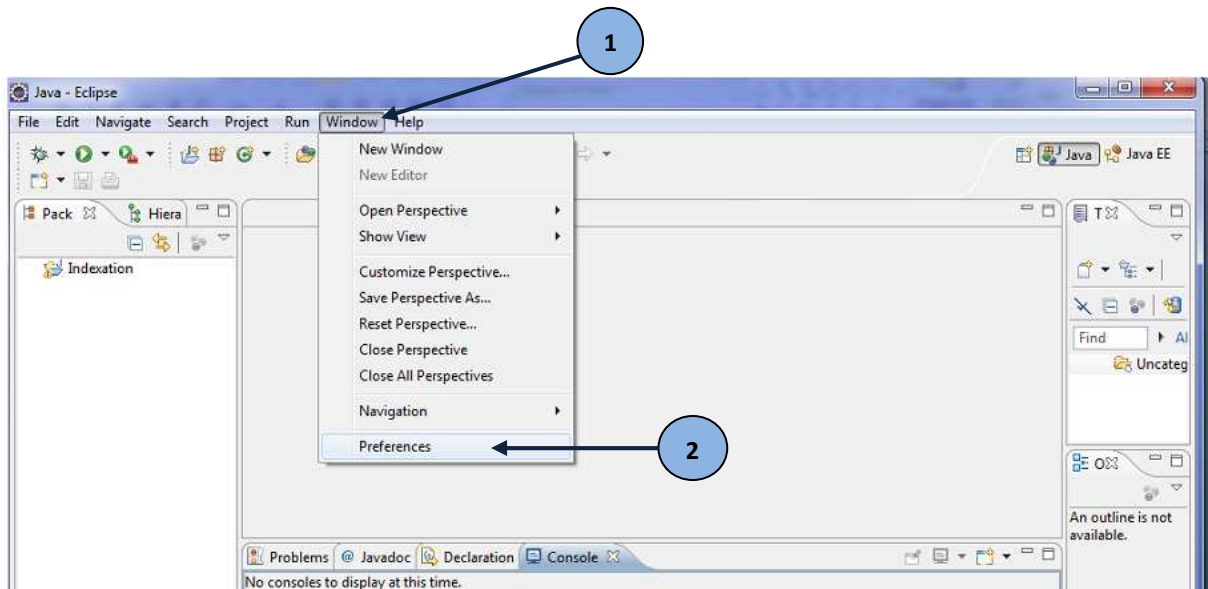 1
Java - Eclipse
File Edit Navigate Search Project Run Window Help
New Window
New Editor
Open Perspective
Show View
Customize Perspective...
Save Perspective As...
Reset Perspective...
Close Perspective
Close All Perspectives
Navigation
Preferences
2
Java Java EE
Pack Hiera
Indexation
T
Find Al
Uncateg
O
An outline is not
available.
Problems @ Javadoc Declaration Console
No consoles to display at this time.